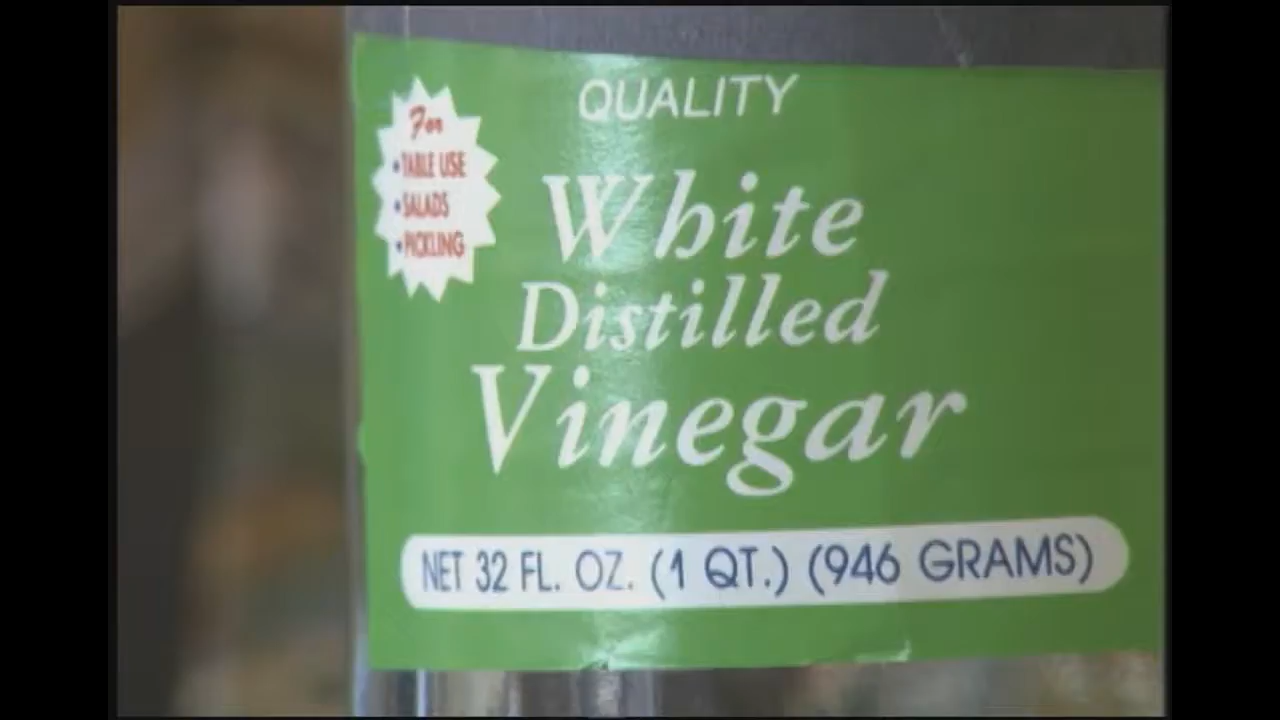 QUALITY
White
Distilled
Vinegar
For
•TABLE USE
•SALADS
•PICKLING
NET 32 FL. OZ. (1 QT.) (946 GRAMS)